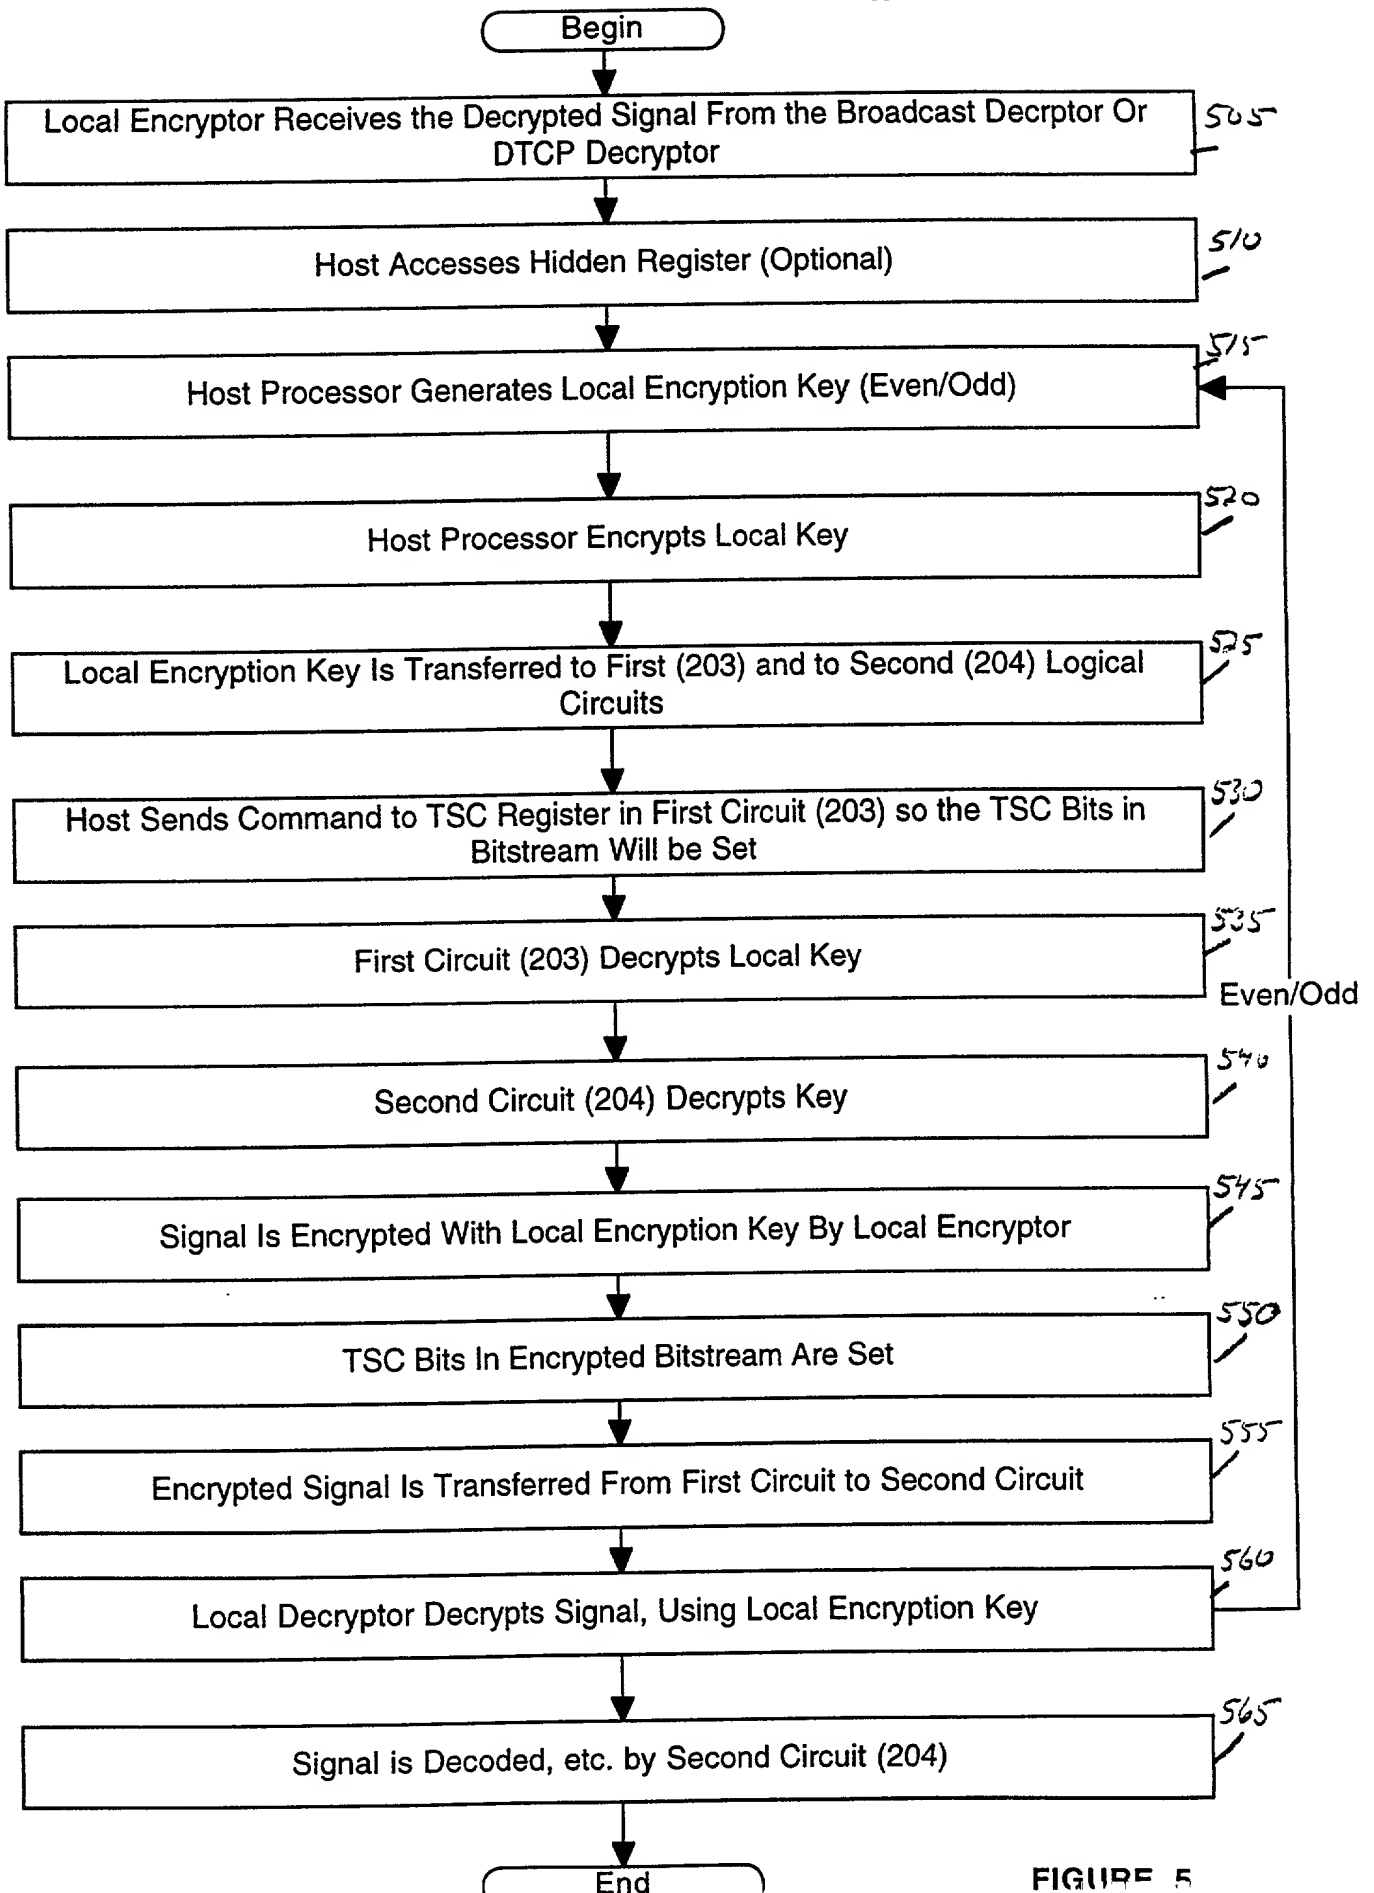 Begin
Local Encryptor Receives the Decrypted Signal From the Broadcast Decrptor Or
DTCP Decryptor
505
Host Accesses Hidden Register (Optional)
510
Host Processor Generates Local Encryption Key (Even/Odd)
515
Host Processor Encrypts Local Key
520
Local Encryption Key Is Transferred to First (203) and to Second (204) Logical
Circuits
525
Host Sends Command to TSC Register in First Circuit (203) so the TSC Bits in
Bitstream Will be Set
530
First Circuit (203) Decrypts Local Key
535
Even/Odd
Second Circuit (204) Decrypts Key
540
Signal Is Encrypted With Local Encryption Key By Local Encryptor
545
TSC Bits In Encrypted Bitstream Are Set
550
Encrypted Signal Is Transferred From First Circuit to Second Circuit
555
Local Decryptor Decrypts Signal, Using Local Encryption Key
560
Signal is Decoded, etc. by Second Circuit (204)
565
End
FIGURE 5